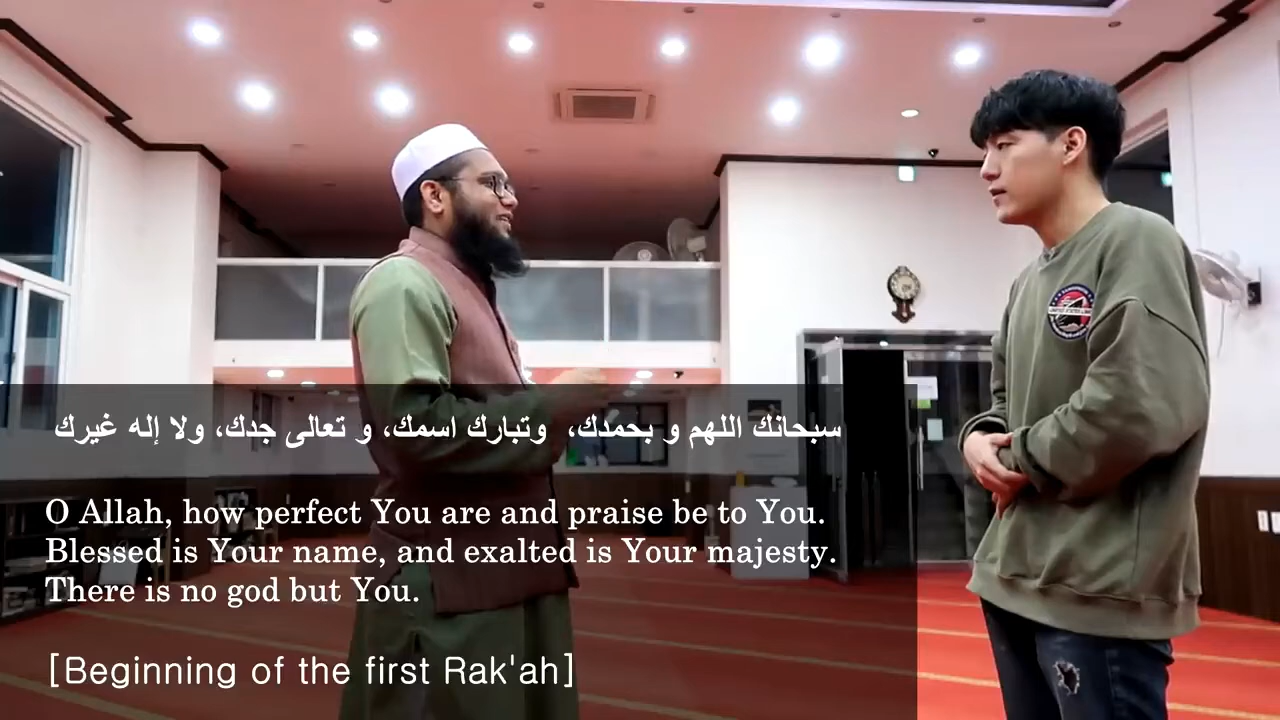 سبحانك اللهم و بحمدك، وتبارك اسمك، و تعالى جدك، ولا إله غيرك
O Allah, how perfect You are and praise be to You.
Blessed is Your name, and exalted is Your majesty.
There is no god but You.
[Beginning of the first Rak'ah]